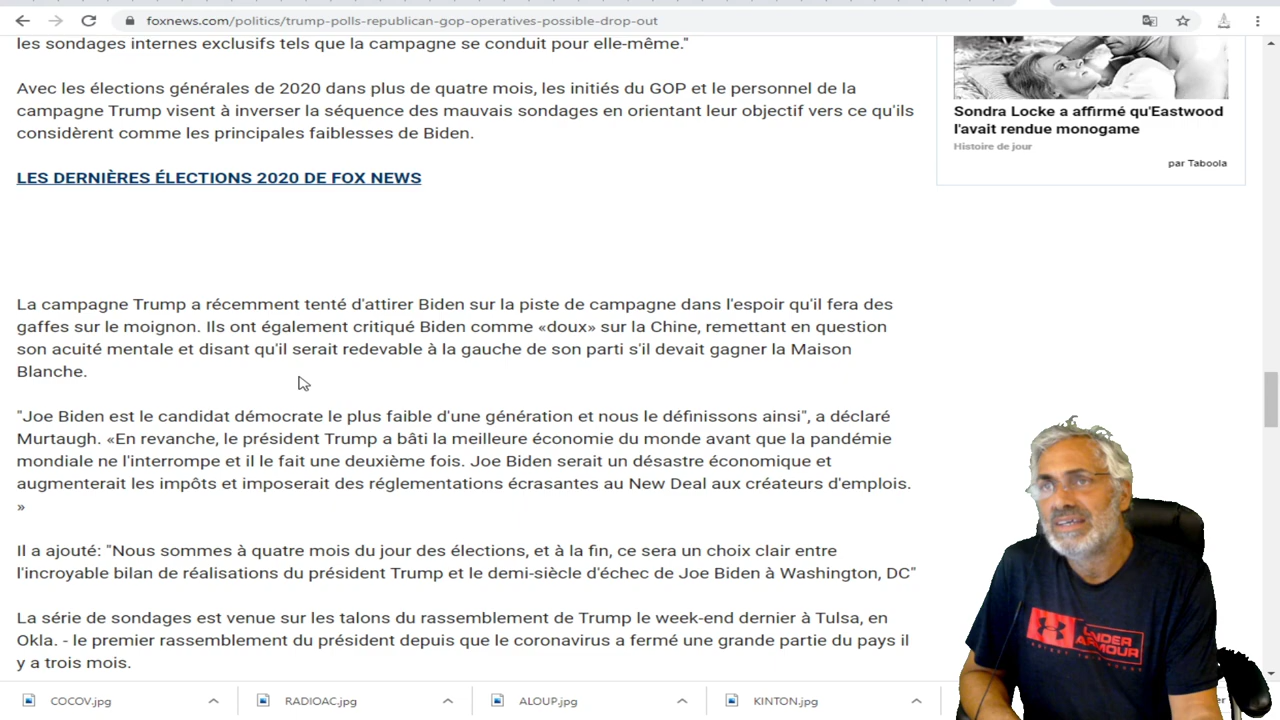 foxnews.com/politics/trump-polls-republican-gop-operatives-possible-drop-out
les sondages internes exclusifs tels que la campagne se conduit pour elle-même."
Avec les élections générales de 2020 dans plus de quatre mois, les initiés du GOP et le personnel de la
campagne Trump visent à inverser la séquence des mauvais sondages en orientant leur objectif vers ce qu'ils
considèrent comme les principales faiblesses de Biden.
LES DERNIÈRES ÉLECTIONS 2020 DE FOX NEWS
La campagne Trump a récemment tenté d'attirer Biden sur la piste de campagne dans l'espoir qu'il fera des
gaffes sur le moignon. Ils ont également critiqué Biden comme «doux» sur la Chine, remettant en question
son acuité mentale et disant qu'il serait redevable à la gauche de son parti s'il devait gagner la Maison
Blanche.
"Joe Biden est le candidat démocrate le plus faible d'une génération et nous le définissons ainsi", a déclaré
Murtaugh. «En revanche, le président Trump a bâti la meilleure économie du monde avant que la pandémie
mondiale ne l'interrompe et il le fait une deuxième fois. Joe Biden serait un désastre économique et
augmenterait les impôts et imposerait des réglementations écrasantes au New Deal aux créateurs d'emplois.
»
Il a ajouté: "Nous sommes à quatre mois du jour des élections, et à la fin, ce sera un choix clair entre
l'incroyable bilan de réalisations du président Trump et le demi-siècle d'échec de Joe Biden à Washington, DC"
La série de sondages est venue sur les talons du rassemblement de Trump le week-end dernier à Tulsa, en
Okla. - le premier rassemblement du président depuis que le coronavirus a fermé une grande partie du pays il
y a trois mois.
Sondra Locke a affirmé qu'Eastwood
l'avait rendue monogame
Histoire de jour
par Taboola
UNDER
ARMOUR
COCOV.jpg
RADIOAC.jpg
ALOUP.jpg
KINTON.jpg